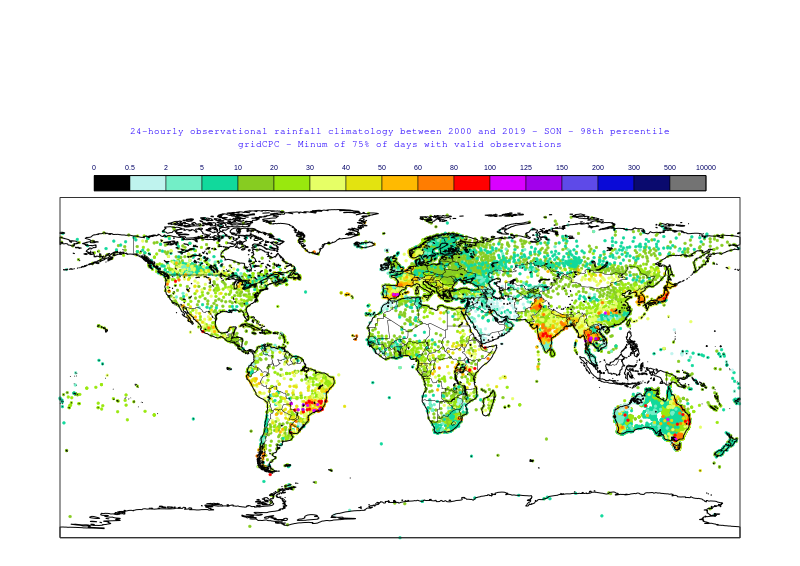 24-hourly observational rainfall climatology between 2000 and 2019 - SON - 98th percentile
gridCPC - Minum of 75% of days with valid observations
0 0.5 2 5 10 20 30 40 50 60 80 100 125 150 200 300 500 10000